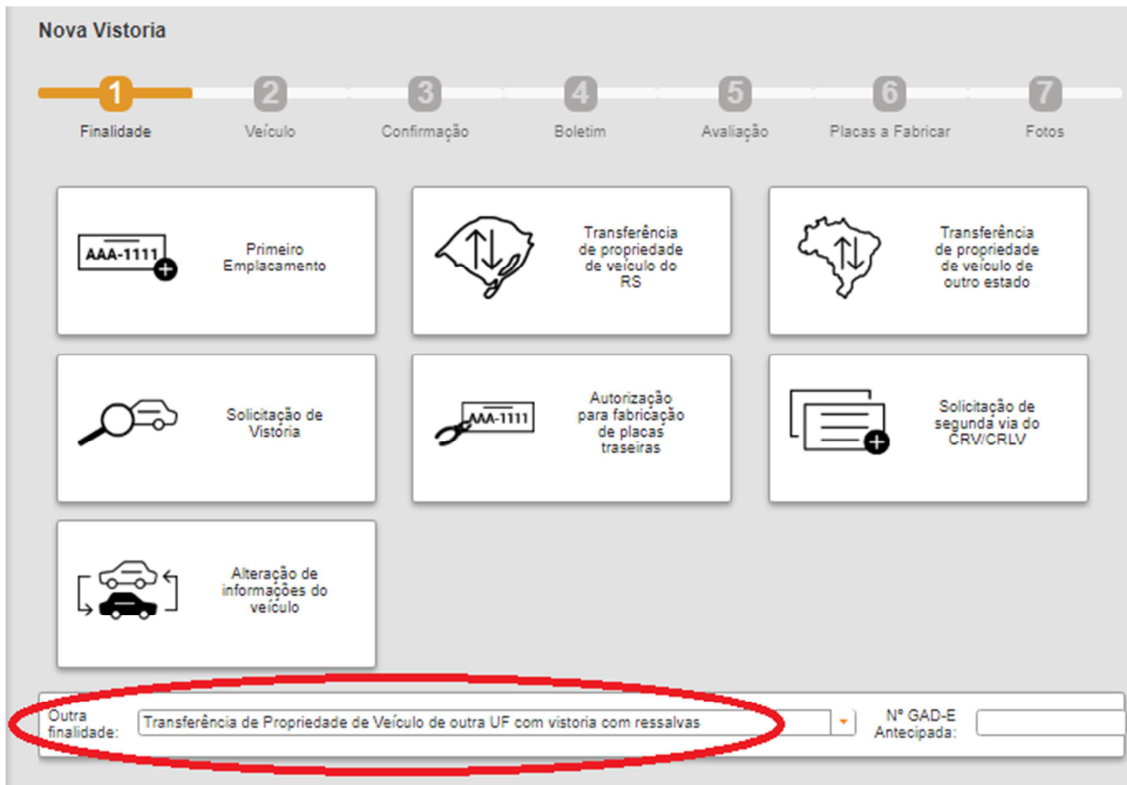 Nova Vistoria
1 2 3 4 5 6 7
Finalidade Veículo Confirmação Boletim Avaliação Placas a Fabricar Fotos
AAA-1111
Primeiro
Emplacamento
Transferência
de propriedade
de veículo do
RS
Transferência
de propriedade
de veículo de
outro estado
Solicitação de
Vistoria
AAA-1111
Autorização
para fabricação
de placas
traseiras
Solicitação de
segunda via do
CRV/CRLV
Alteração de
informações do
veículo
Outra
finalidade:
Transferência de Propriedade de Veículo de outra UF com vistoria com ressalvas
Nº GAD-E
Antecipada: